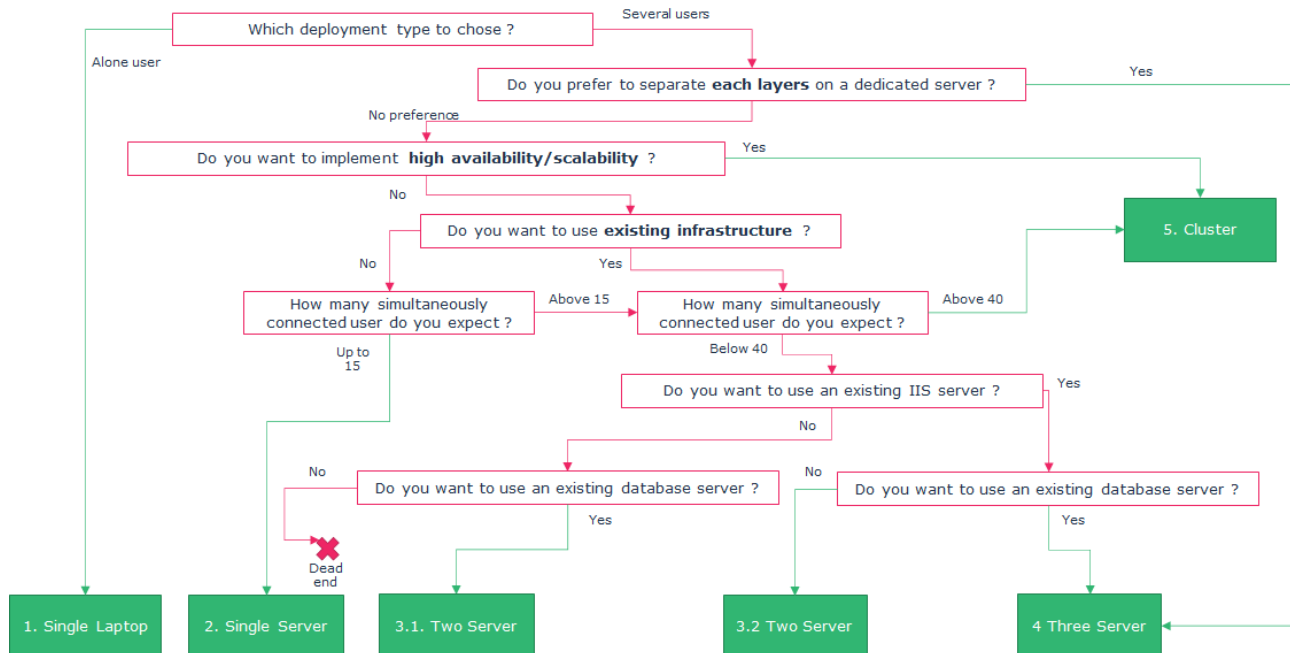 Several users
Which deployment type to chose ?
Alone user
Yes
Do you prefer to separate each layers on a dedicated server ?
No preference
Yes
Do you want to implement high availability/scalability ?
No
Do you want to use existing infrastructure ?
5. Cluster
No
Yes
How many simultaneously
connected user do you expect ?
Above 15
How many simultaneously
connected user do you expect ?
Above 40
Up to
15
Below 40
Do you want to use an existing IIS server ?
Yes
No
No
Do you want to use an existing database server ?
No
Do you want to use an existing database server ?
Yes
Yes
Dead
end
1. Single Laptop
2. Single Server
3.1. Two Server
3.2 Two Server
4 Three Server